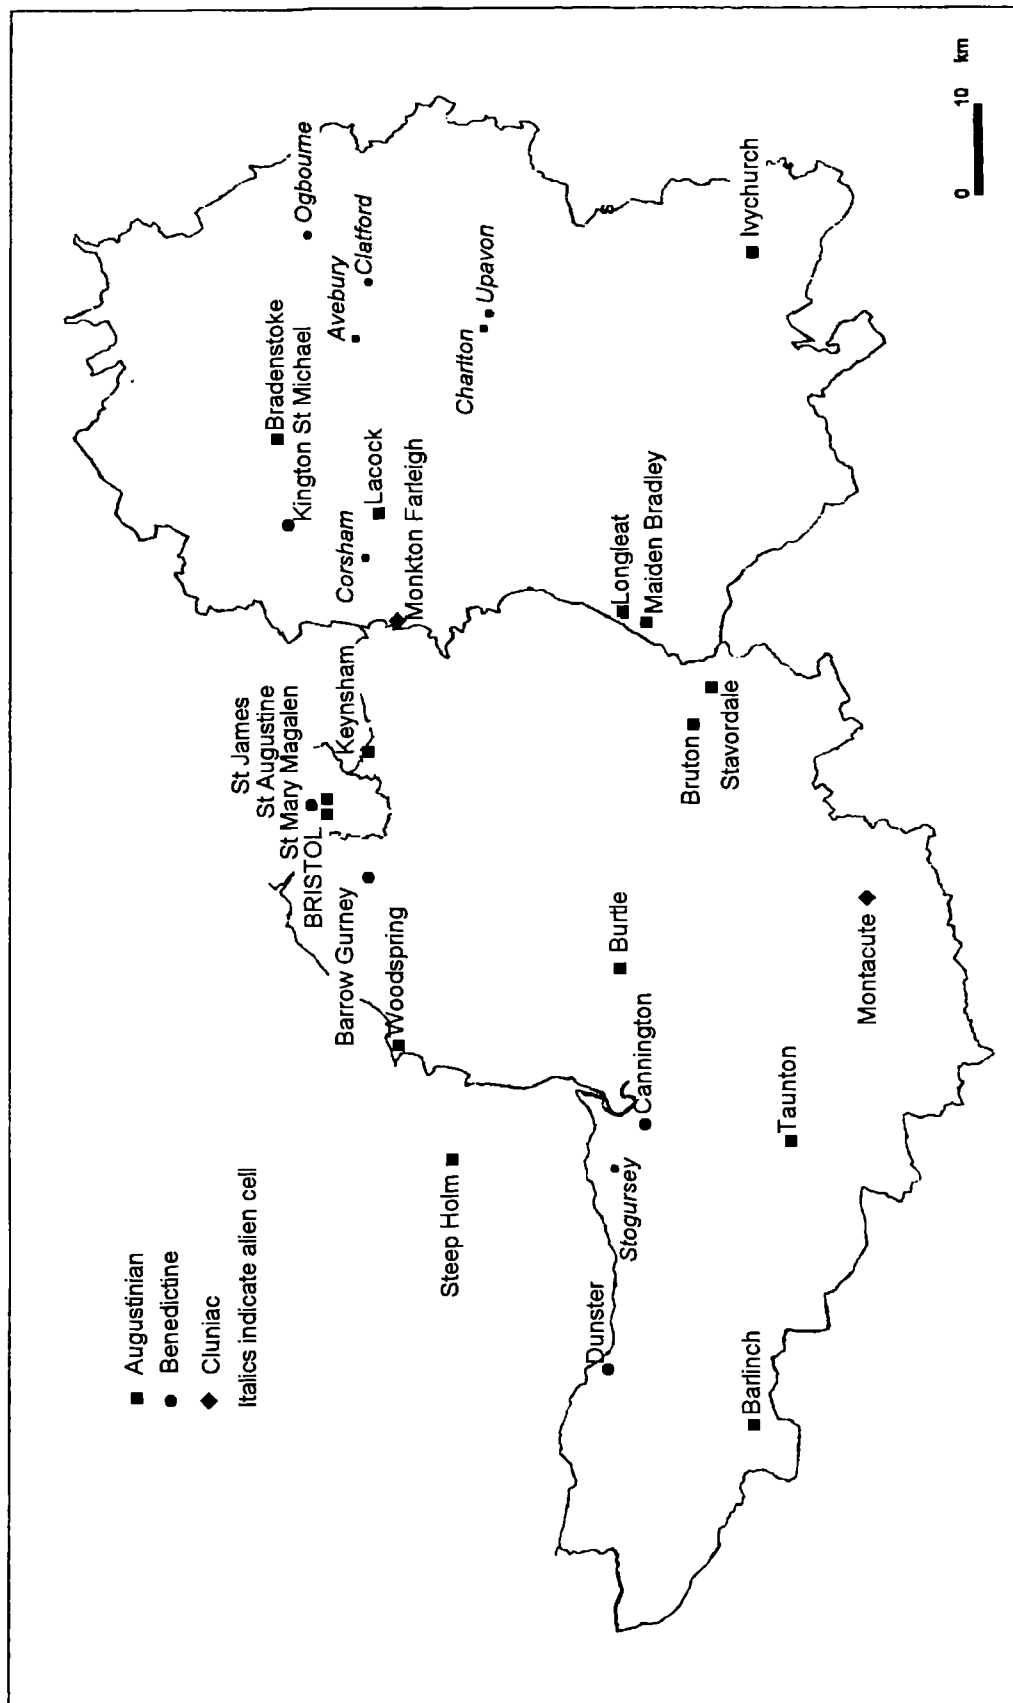 Augustinian
Benedictine
Cluniac
Italics indicate alien cell
St James
St Augustine
St Mary Magalen
BRISTOL
Keynsham
Barrow Gurney
Woodspring
Steep Holm
Kington St Michael
Bradenstoke
Ogbourne
Avebury
Clatford
Corsham
Lacock
Monkton Farleigh
Charlton
Upavon
Longleat
Maiden Bradley
Ivychurch
Bruton
Stavordale
Burtle
Cannington
Stogursey
Dunster
Barlinch
Taunton
Montacute
0 10 km